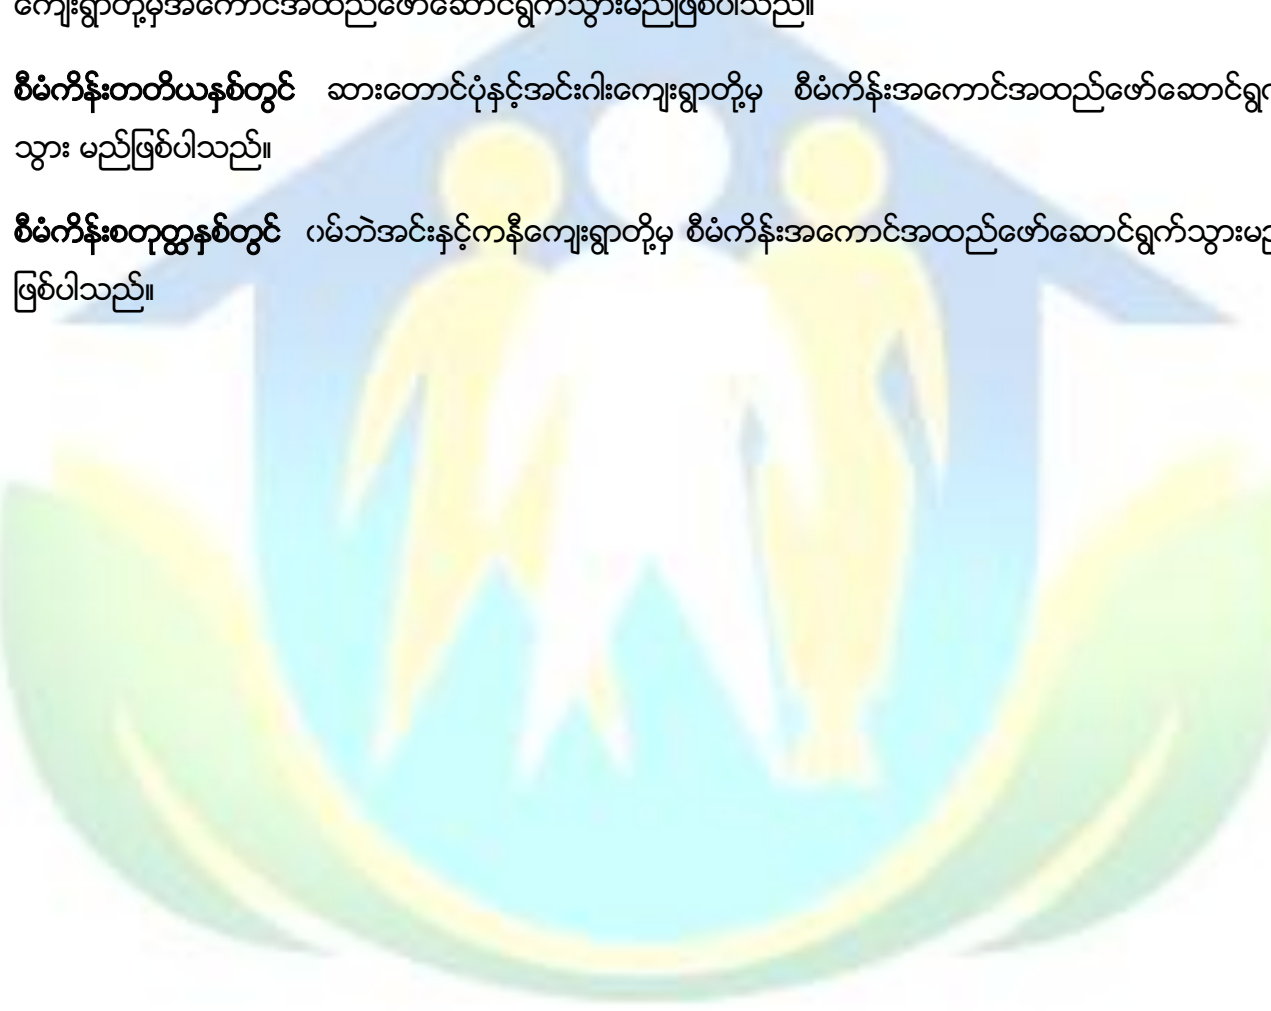 ကျေးရွာတို့မှအကောင်အထည်ဖော်ဆောင်ရွက်သွားမည်ဖြစ်ပါသည်။
စီမံကိန်းတတိယနှစ်တွင် ဆားတောင်ပုံနှင့်အင်းဂါးကျေးရွာတို့မှ စီမံကိန်းအကောင်အထည်ဖော်ဆောင်ရွက်
သွား မည်ဖြစ်ပါသည်။
စီမံကိန်းစတုတ္ထနှစ်တွင် ဝမ်ဘဲအင်းနှင့်ကနီကျေးရွာတို့မှ စီမံကိန်းအကောင်အထည်ဖော်ဆောင်ရွက်သွားမည်
ဖြစ်ပါသည်။